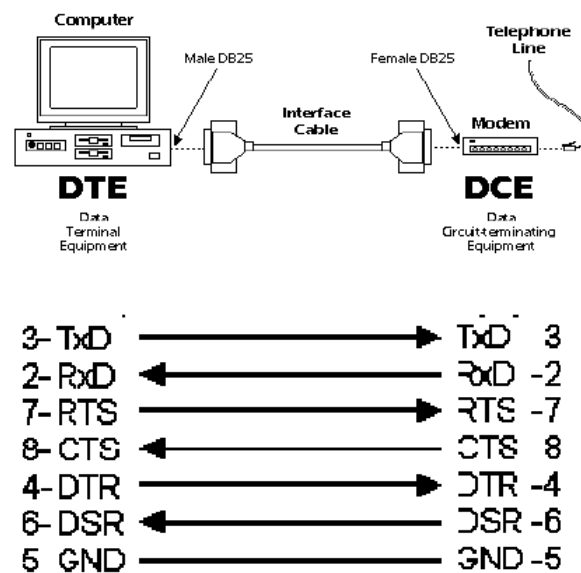 Computer
Male DB25
Female DB25
Telephone
Line
Interface
Cable
Modem
DTE
DCE
Data
Terminal
Equipment
Data
Circuit-terminating
Equipment
3- TxD TxD 3
2- RxD RxD -2
7- RTS RTS -7
8- CTS CTS 8
4- DTR DTR -4
6- DSR DSR -6
5 GND GND -5